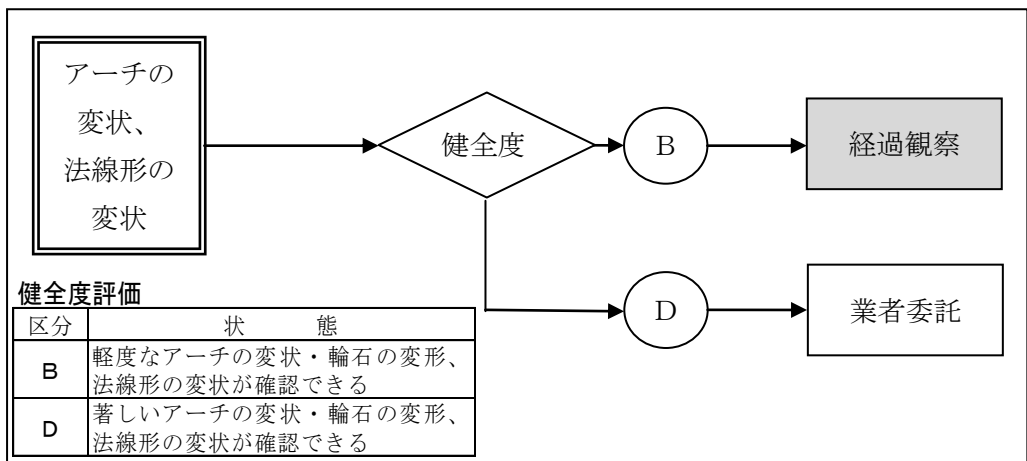 アーチの
変状、
法線形の
変状
健全度
B
経過観察
D
業者委託
健全度評価
区分 状 態
B 軽度なアーチの変状・輪石の変形、
法線形の変状が確認できる
D 著しいアーチの変状・輪石の変形、
法線形の変状が確認できる